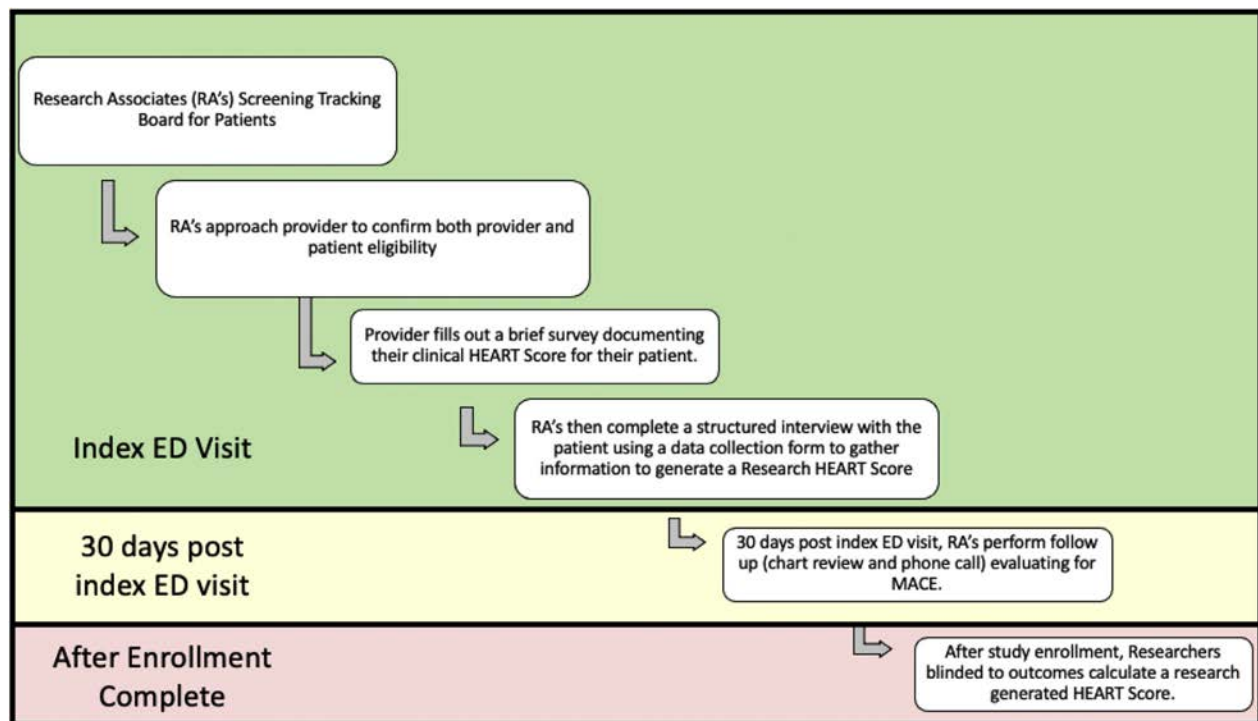 Research Associates (RA's) Screening Tracking
Board for Patients
RA's approach provider to confirm both provider and
patient eligibility
Provider fills out a brief survey documenting
their clinical HEART Score for their patient.
Index ED Visit
RA's then complete a structured interview with the
patient using a data collection form to gather
information to generate a Research HEART Score
30 days post
index ED visit
30 days post index ED visit, RA's perform follow
up (chart review and phone call) evaluating for
MACE.
After Enrollment
Complete
After study enrollment, Researchers
blinded to outcomes calculate a research
generated HEART Score.